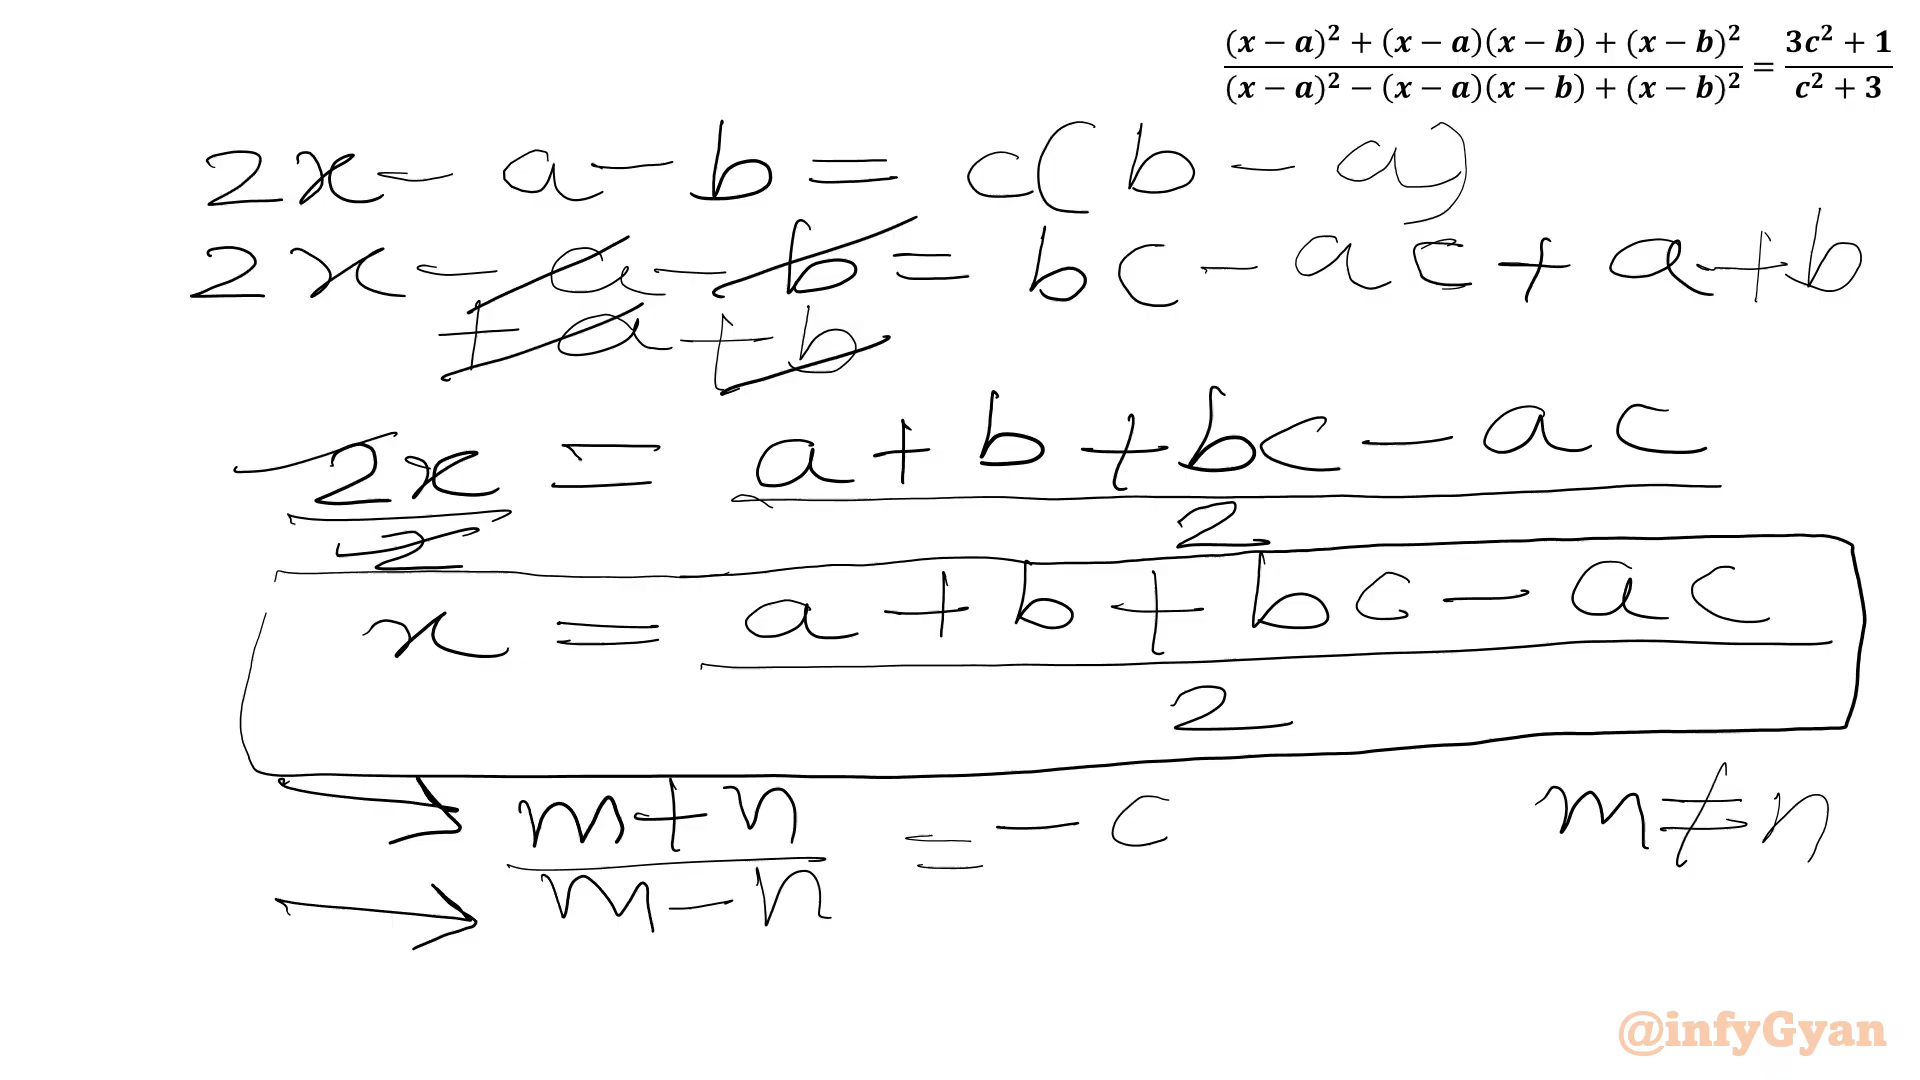 (x − a)² + (x − a)(x − b) + (x − b)² / (x − a)² − (x − a)(x − b) + (x − b)² = 3c² + 1 / c² + 3
2x − a − b = c(b − a)
2x − a − b = bc − ac + a + b
+ a + b
2x / 2 = a + b + bc − ac / 2
x = a + b + bc − ac / 2
m + n / m − n = − c
m ≠ n
@infyGyan